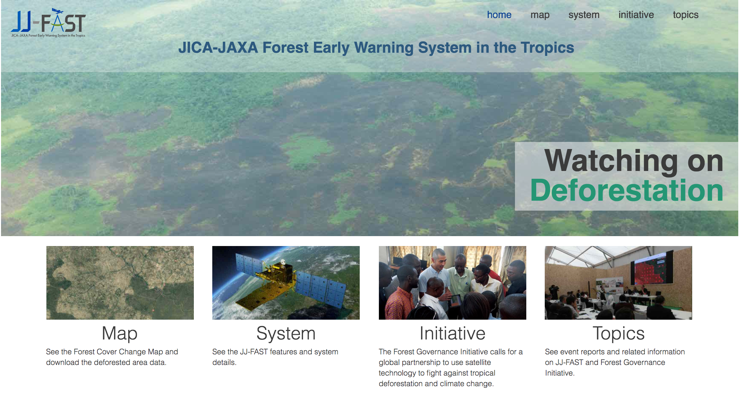 JJ-FAST
JICA-JAXA Forest Early Warning System in the Tropics
home map system initiative topics
JICA-JAXA Forest Early Warning System in the Tropics
Watching on
Deforestation
Map
See the Forest Cover Change Map and
download the deforested area data.
System
See the JJ-FAST features and system
details.
Initiative
The Forest Governance Initiative calls for a
global partnership to use satellite
technology to fight against tropical
deforestation and climate change.
Topics
See event reports and related information
on JJ-FAST and Forest Governance
Initiative.